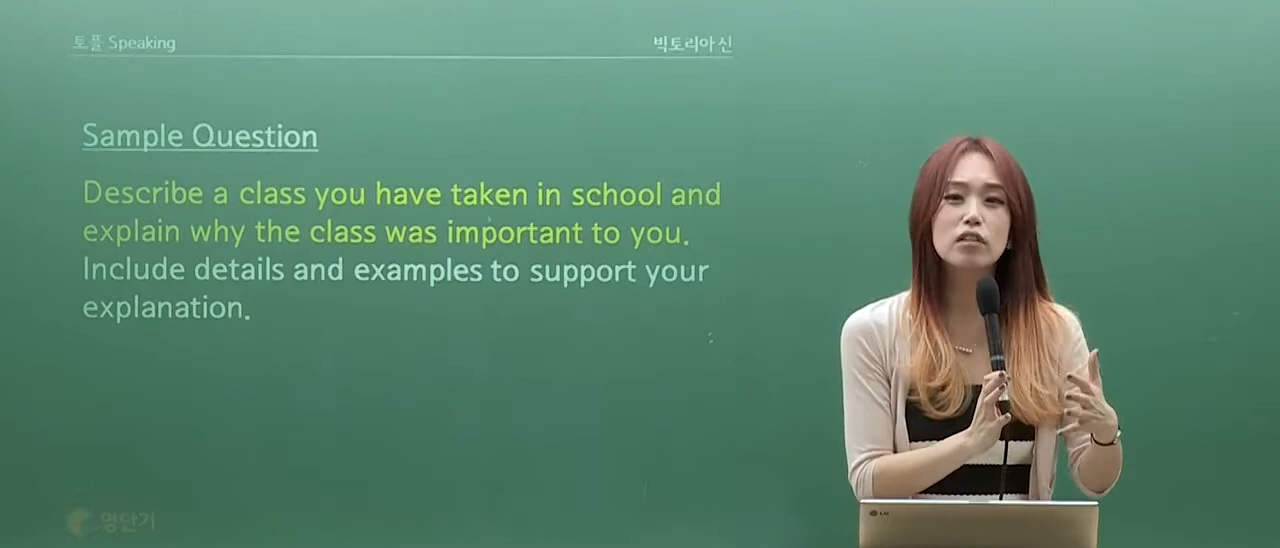 토플 Speaking
빅토리아 신
Sample Question
Describe a class you have taken in school and
explain why the class was important to you.
Include details and examples to support your
explanation.
영단기
LG